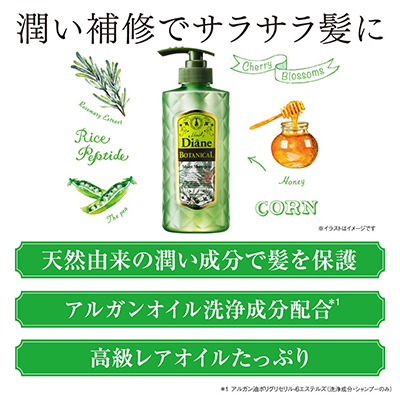 潤い補修でサラサラ髪に
Cherry
Blossoms
Rosemary Extract
Rice
Peptide
Diane
BOTANICAL
Honey
The pea
CORN
※イラストはイメージです
天然由来の潤い成分で髪を保護
アルガンオイル洗浄成分配合*1
高級レアオイルたっぷり
*1 アルガン油ポリグリセリル-6エステルズ(洗浄成分・シャンプーのみ)